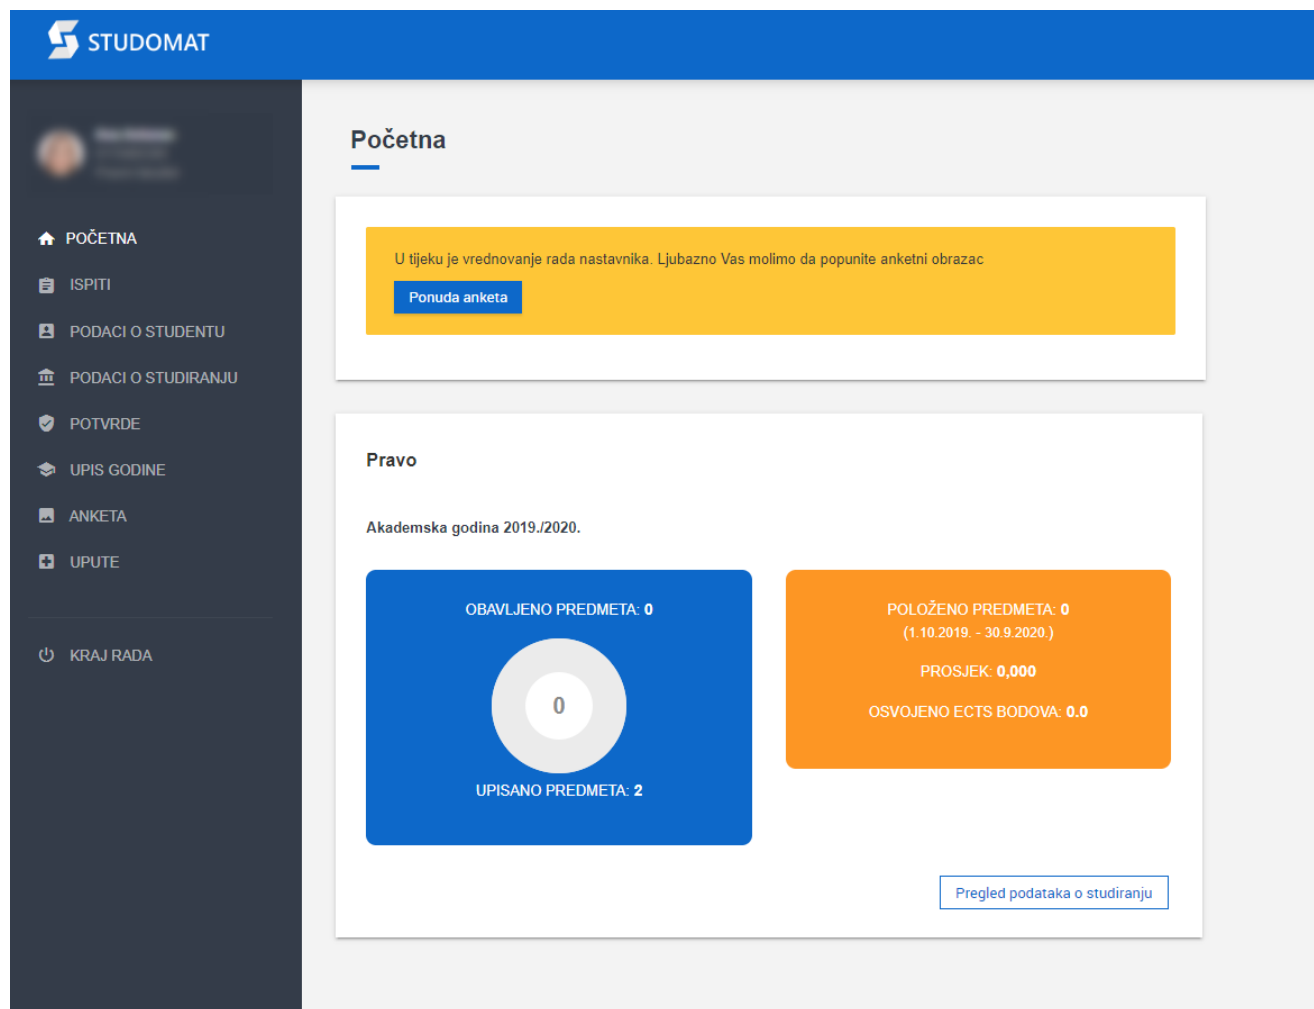 STUDOMAT
POČETNA
ISPITI
PODACI O STUDENTU
PODACI O STUDIRANJU
POTVRDE
UPIS GODINE
ANKETA
UPUTE
KRAJ RADA
Početna
U tijeku je vrednovanje rada nastavnika. Ljubazno Vas molimo da popunite anketni obrazac
Ponuda anketa
Pravo
Akademska godina 2019./2020.
OBAVLJENO PREDMETA: 0
0
UPISANO PREDMETA: 2
POLOŽENO PREDMETA: 0
(1.10.2019. - 30.9.2020.)
PROSJEK: 0,000
OSVOJENO ECTS BODOVA: 0.0
Pregled podataka o studiranju